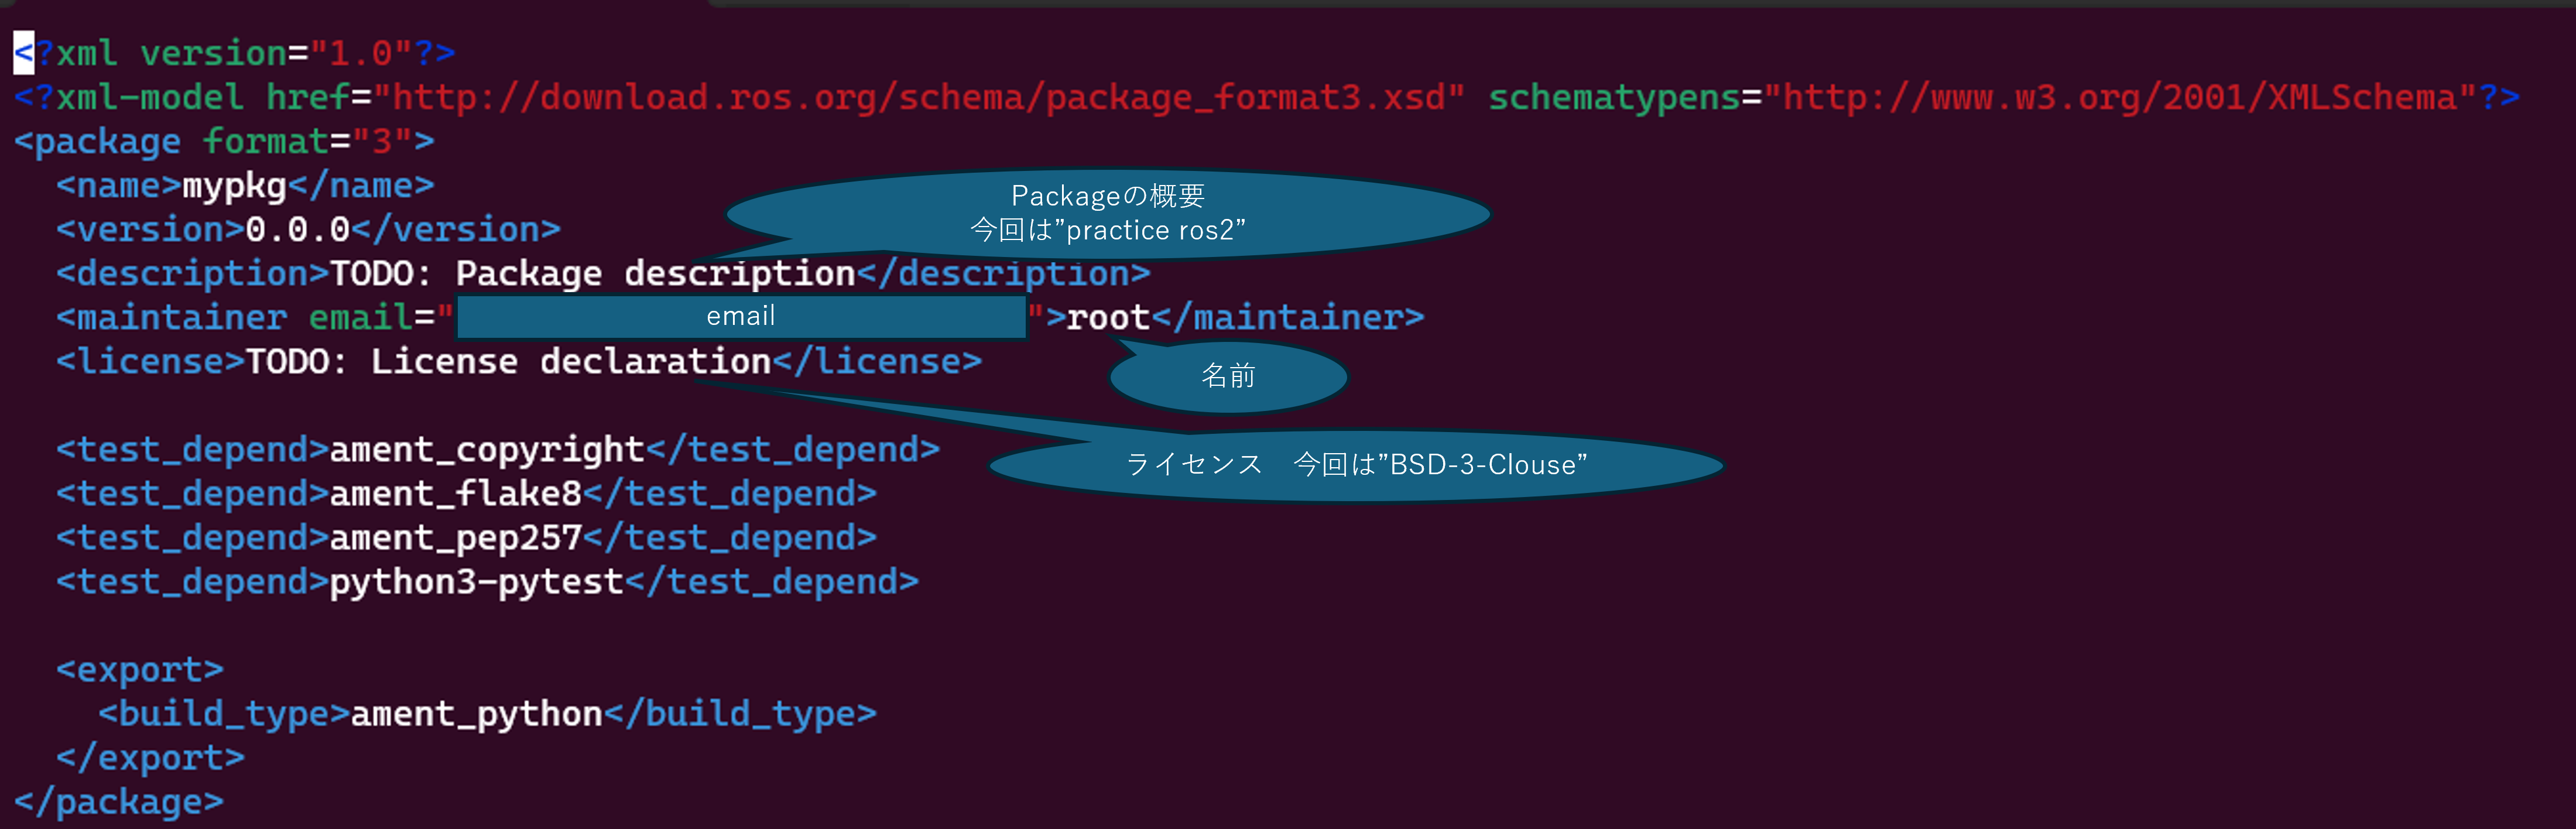 <?xml version="1.0"?>
<?xml-model href="http://download.ros.org/schema/package_format3.xsd" schematypens="http://www.w3.org/2001/XMLSchema"?>
<package format="3">
<name>mypkg</name>
<version>0.0.0</version>
Packageの概要
今回は”practice ros2”
<description>TODO: Package description</description>
<maintainer email="email">root</maintainer>
<license>TODO: License declaration</license>
名前
<test_depend>ament_copyright</test_depend>
ライセンス　今回は”BSD-3-Clouse”
<test_depend>ament_flake8</test_depend>
<test_depend>ament_pep257</test_depend>
<test_depend>python3-pytest</test_depend>
<export>
<build_type>ament_python</build_type>
</export>
</package>